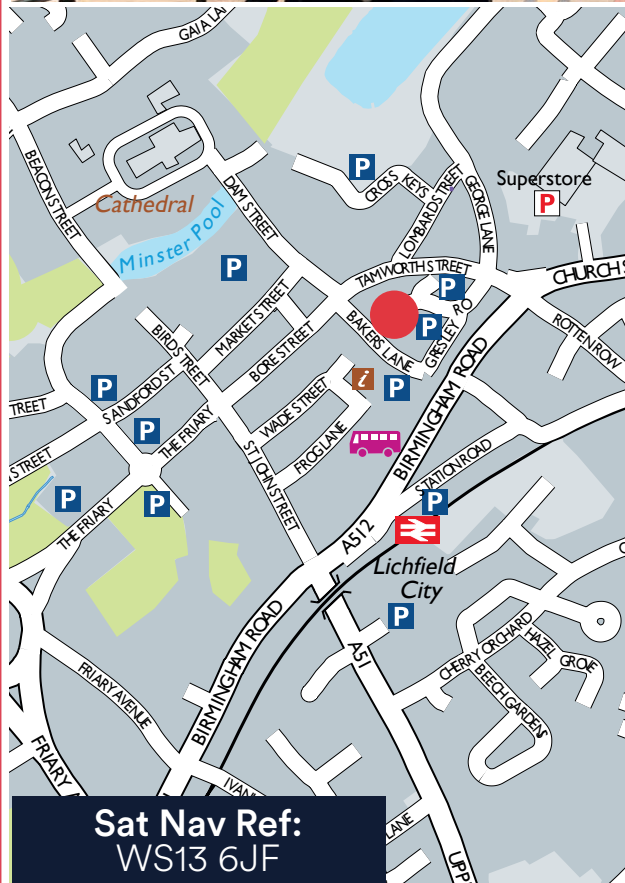 GAIA LA
BEACON STREET
Cathedral
DAM STREET
Minster Pool
P
CROSS KEYS
LOMBARD STREET
GEORGE LANE
Superstore
P
P
TAMWORTH STREET
CHURCH S
P
RO
P
GRESLEY
BAKERS LANE
ROTTEN ROW
BIRD STREET
MARKET STREET
BORE STREET
SANDFORD ST.
P
P
THE FRIARY
TREET
WADE STREET
i
P
FROG LANE
BIRMINGHAM ROAD
STATION ROAD
ST JOHN STREET
'S STREET
P
P
THE FRIARY
P
A512
Lichfield
City
P
BIRMINGHAM ROAD
A51
CHERRY ORCHARD
HAZEL GROVE
BEECH GARDENS
FRIARY AVENUE
FRIARY A
IVAN
LANE
UPP
Sat Nav Ref:
WS13 6JF